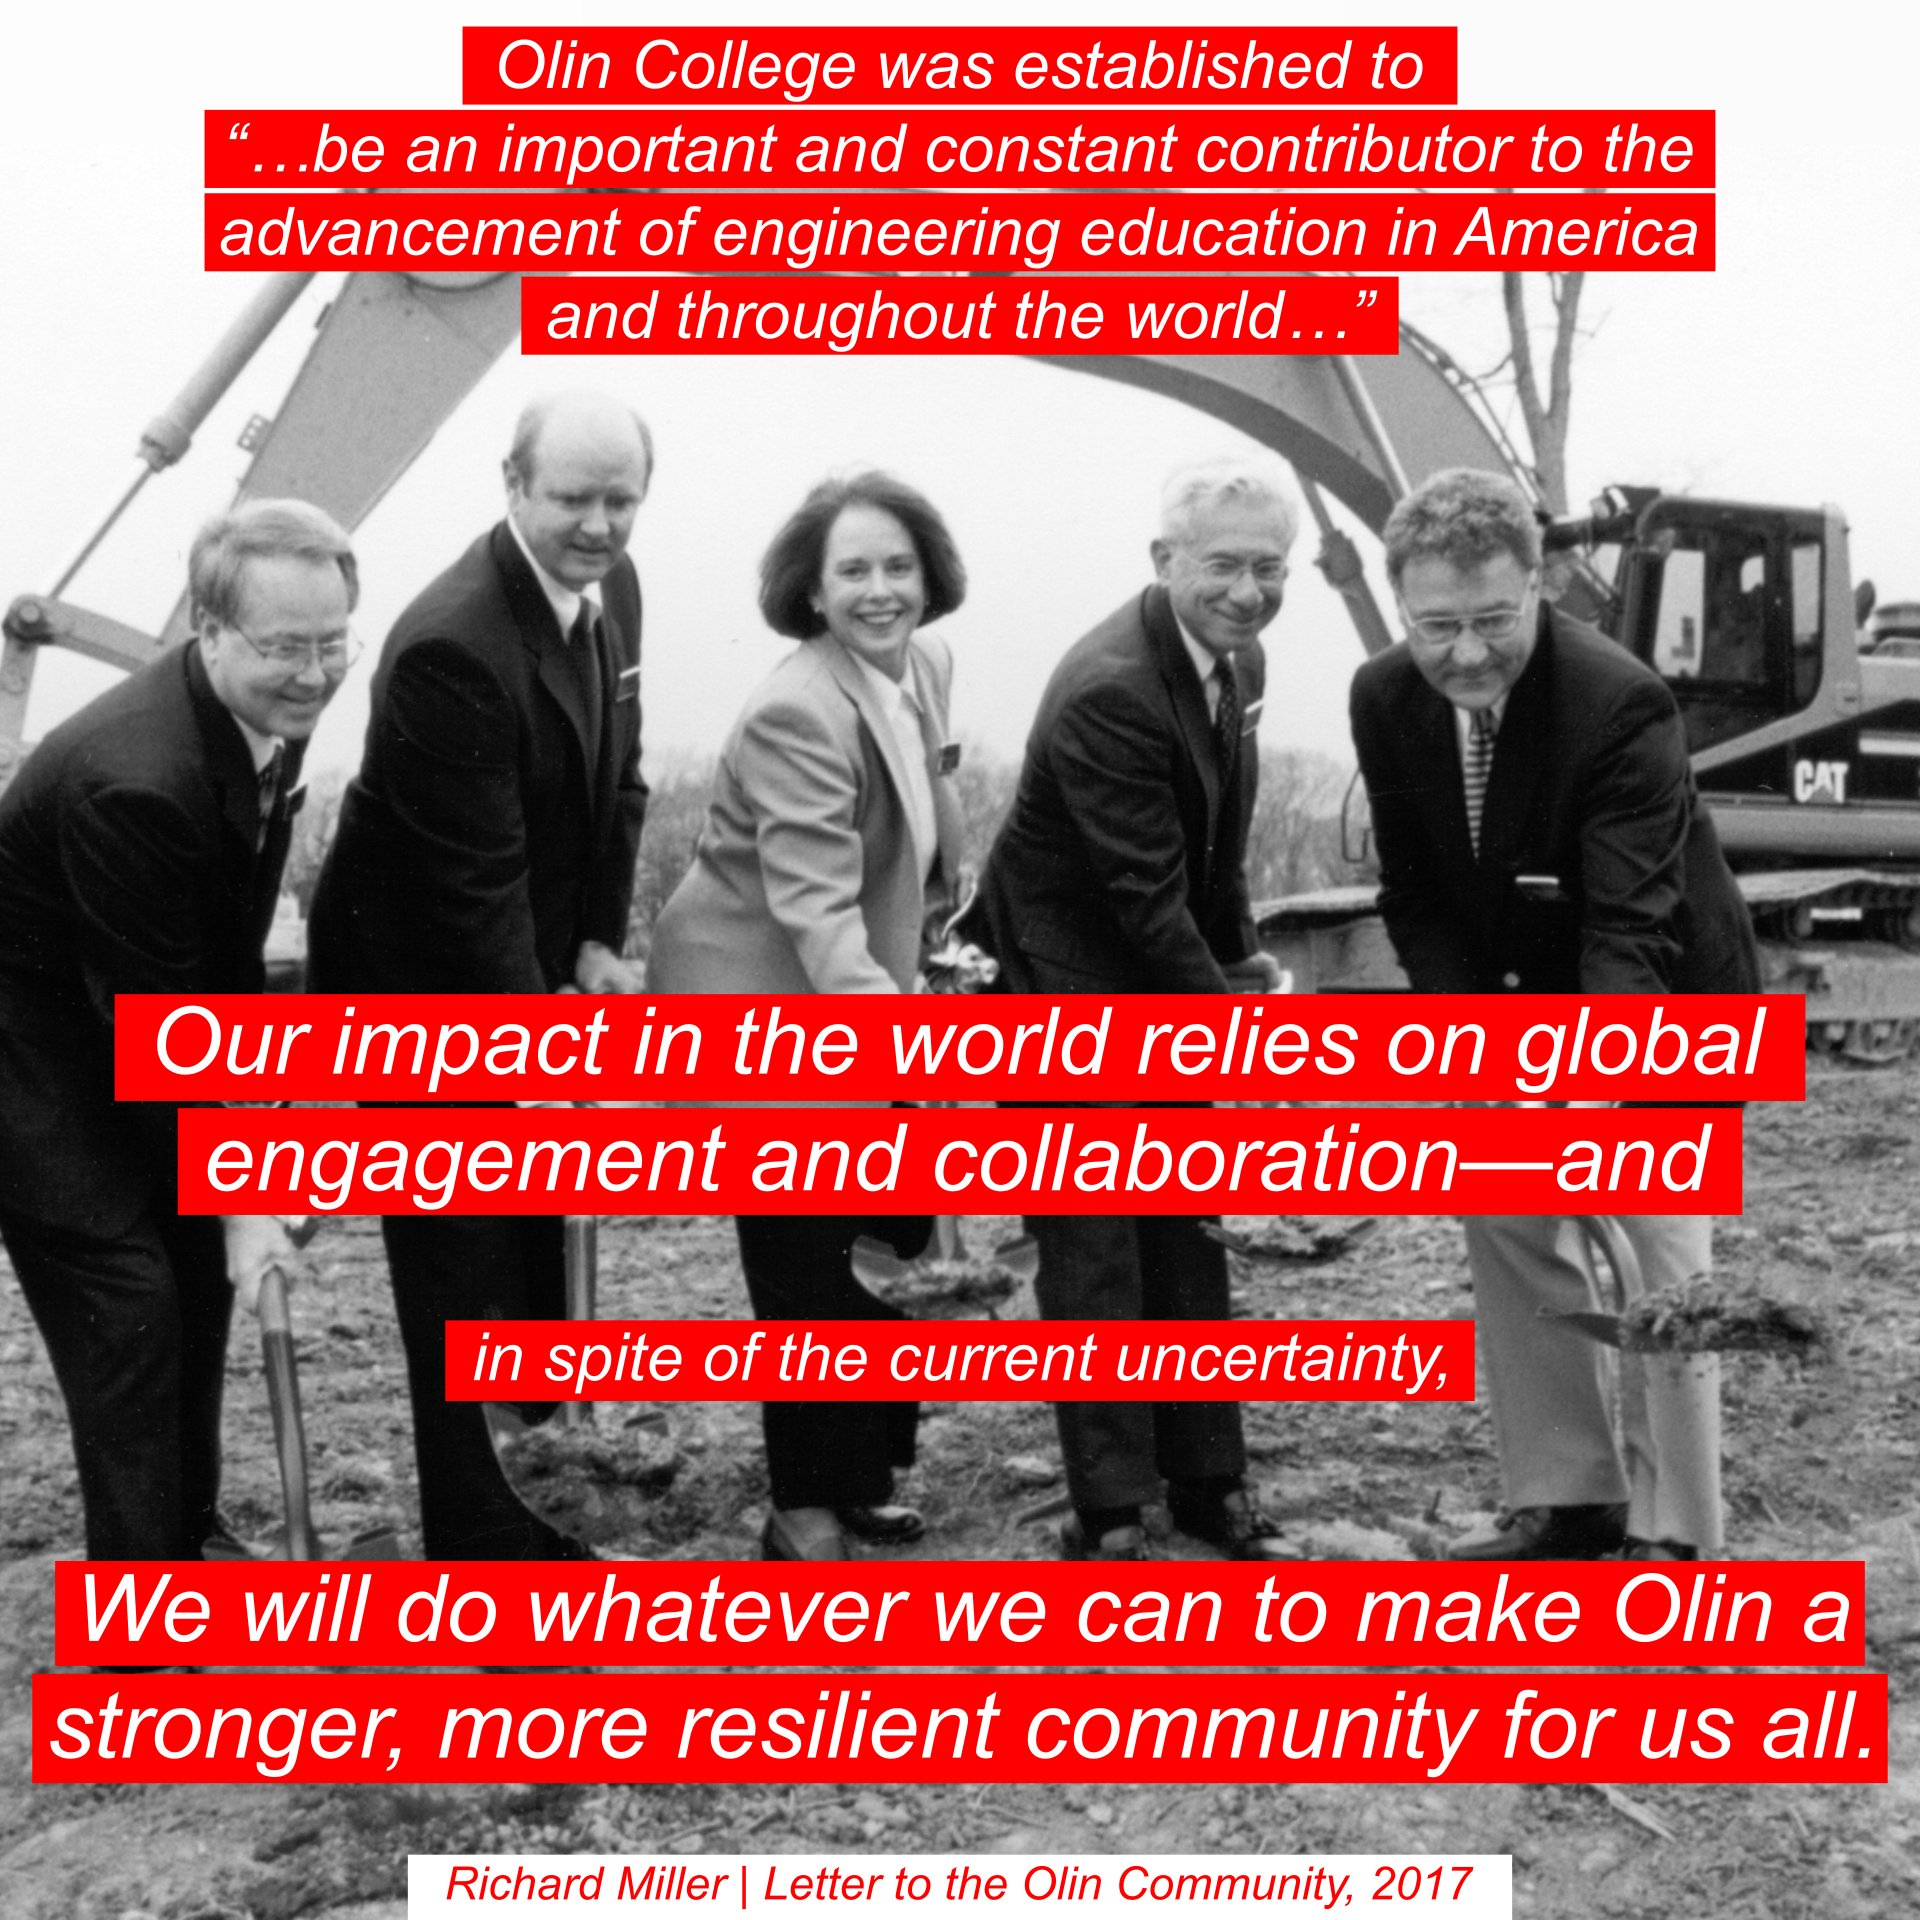 Olin College was established to
“…be an important and constant contributor to the
advancement of engineering education in America
and throughout the world…”
CAT
Our impact in the world relies on global
engagement and collaboration—and
in spite of the current uncertainty,
We will do whatever we can to make Olin a
stronger, more resilient community for us all.
Richard Miller | Letter to the Olin Community, 2017